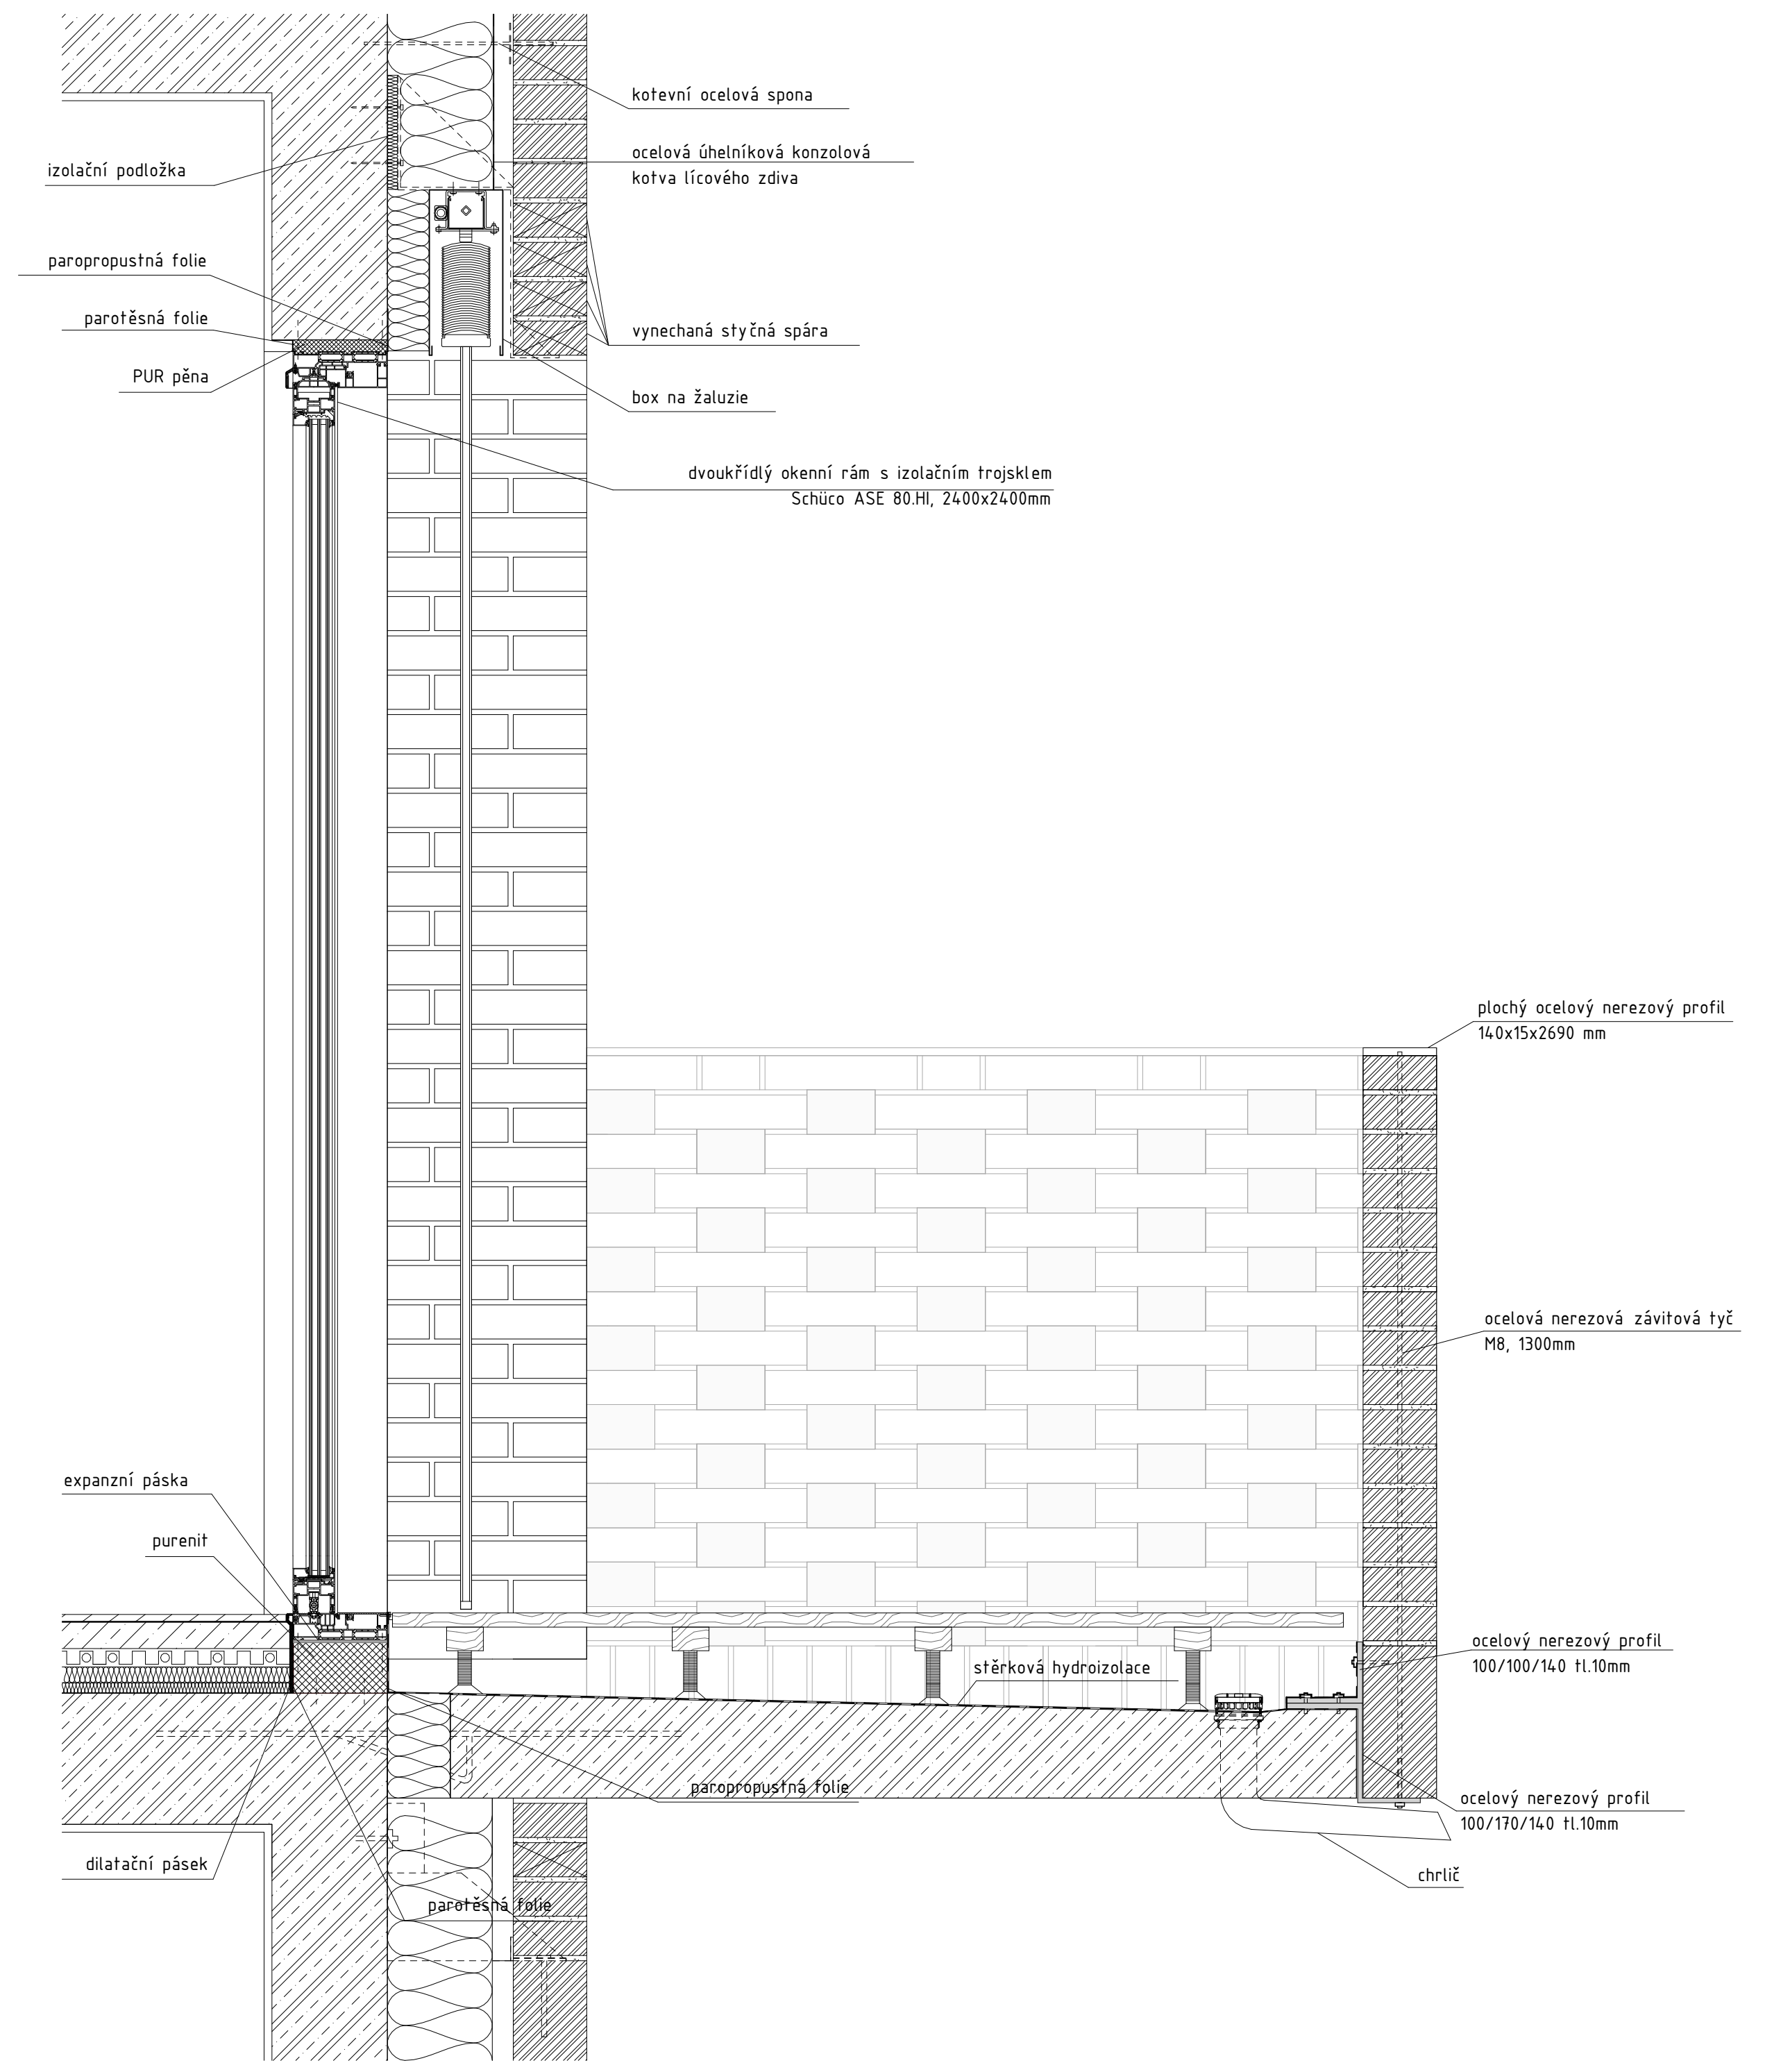 kotevní ocelová spona
ocelová úhelníková konzolová
kotva lícového zdiva
izolační podložka
paropropustná folie
parotěsná folie
vynechaná styčná spára
PUR pěna
box na žaluzie
dvoukřídlý okenní rám s izolačním trojsklem
Schüco ASE 80.HI, 2400x2400mm
plochý ocelový nerezový profil
140x15x2690 mm
ocelová nerezová závitová tyč
M8, 1300mm
expanzní páska
purenit
ocelový nerezový profil
100/100/140 tl.10mm
stěrková hydroizolace
paropropustná folie
ocelový nerezový profil
100/170/140 tl.10mm
dilatační pásek
chrlič
parotěsná folie